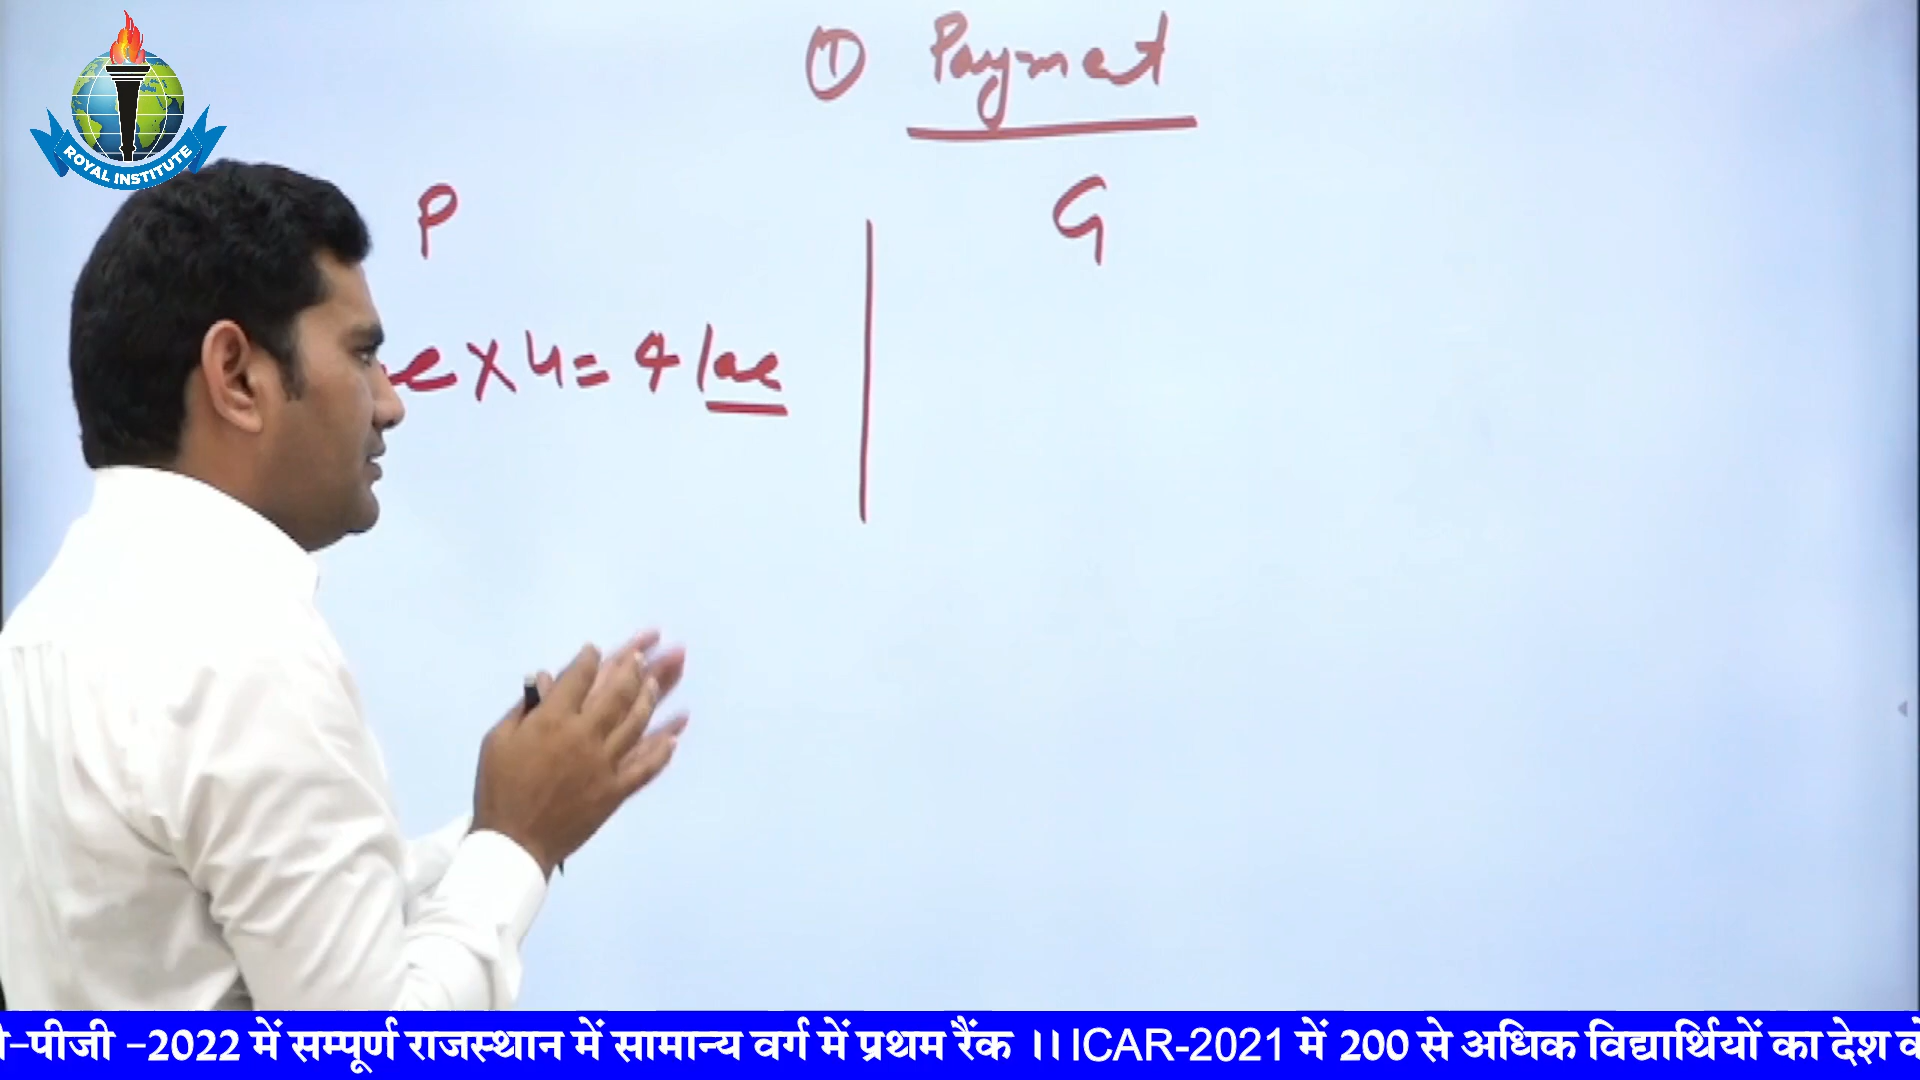 ROYAL INSTITUTE
① Payment
P
G
x 4 = 4 lac
-पीजी -2022 में सम्पूर्ण राजस्थान में सामान्य वर्ग में प्रथम रैंक ।। ICAR-2021 में 200 से अधिक विद्यार्थियों का देश